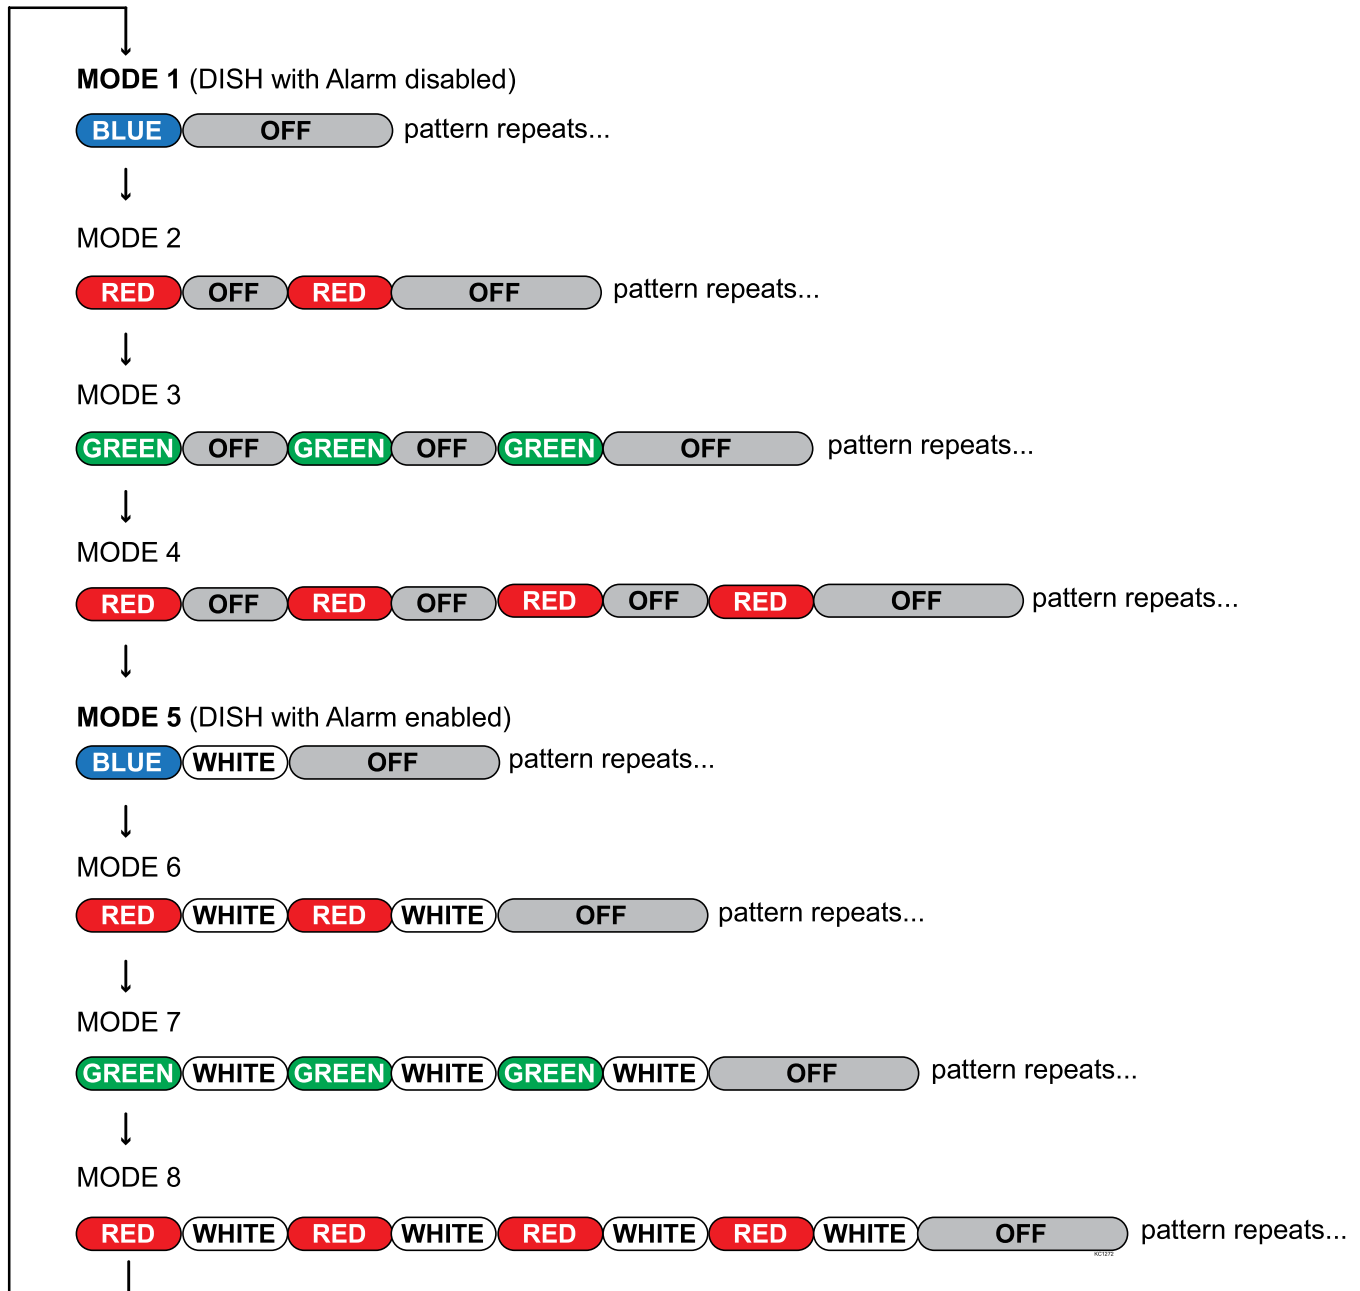 MODE 1 (DISH with Alarm disabled)
BLUE OFF pattern repeats...
MODE 2
RED OFF RED OFF pattern repeats...
MODE 3
GREEN OFF GREEN OFF GREEN OFF pattern repeats...
MODE 4
RED OFF RED OFF RED OFF RED OFF pattern repeats...
MODE 5 (DISH with Alarm enabled)
BLUE WHITE OFF pattern repeats...
MODE 6
RED WHITE RED WHITE OFF pattern repeats...
MODE 7
GREEN WHITE GREEN WHITE GREEN WHITE OFF pattern repeats...
MODE 8
RED WHITE RED WHITE RED WHITE RED WHITE OFF pattern repeats...
KC1272